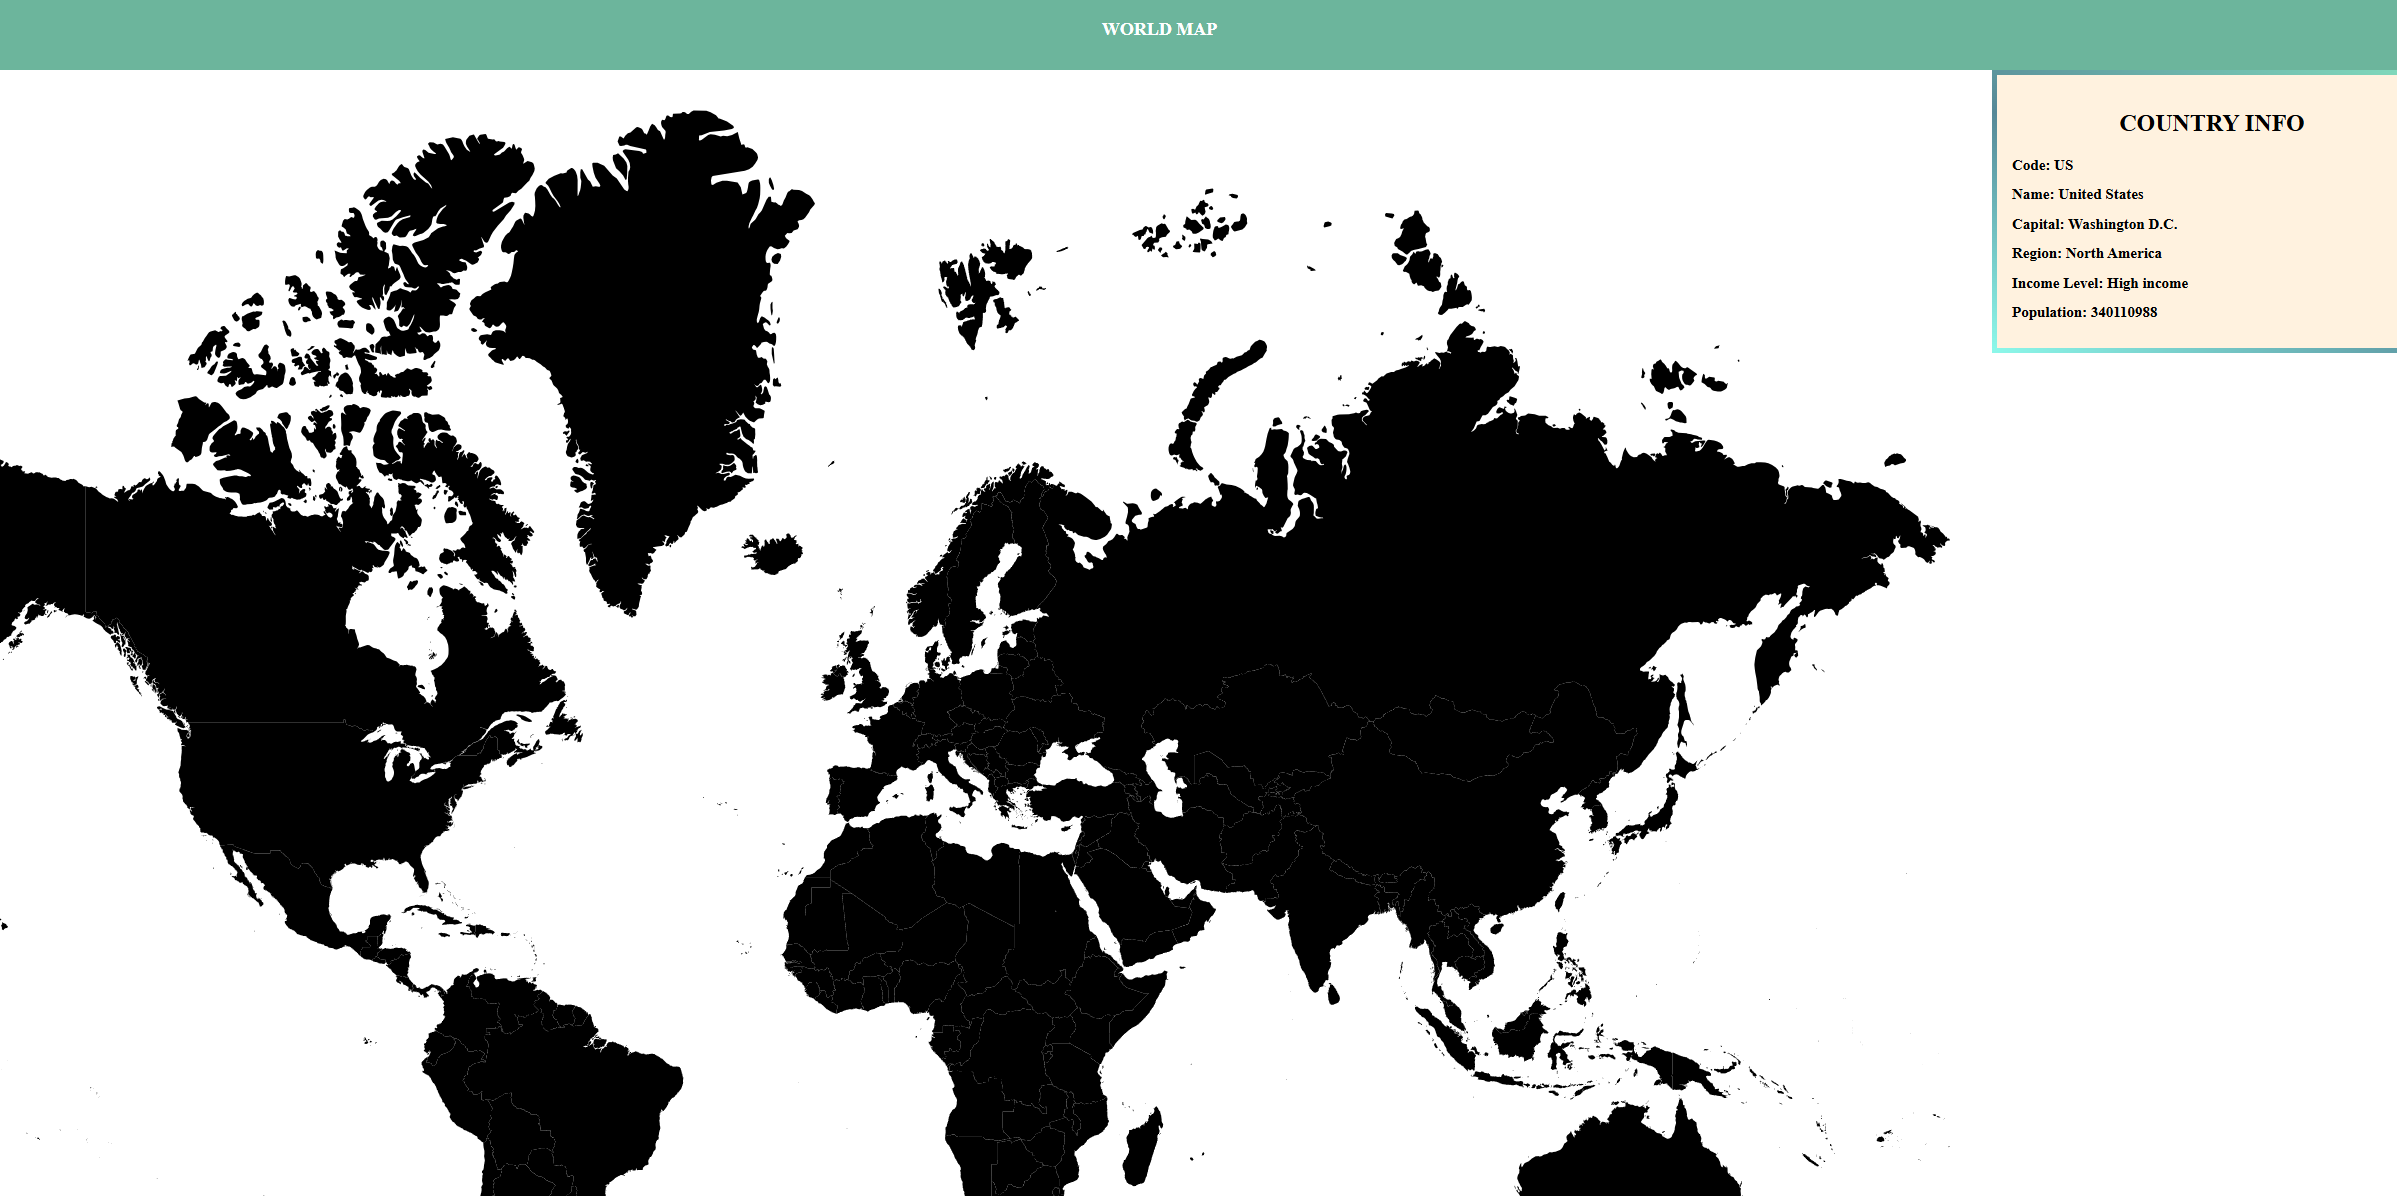 WORLD MAP
COUNTRY INFO
Code: US
Name: United States
Capital: Washington D.C.
Region: North America
Income Level: High income
Population: 340110988